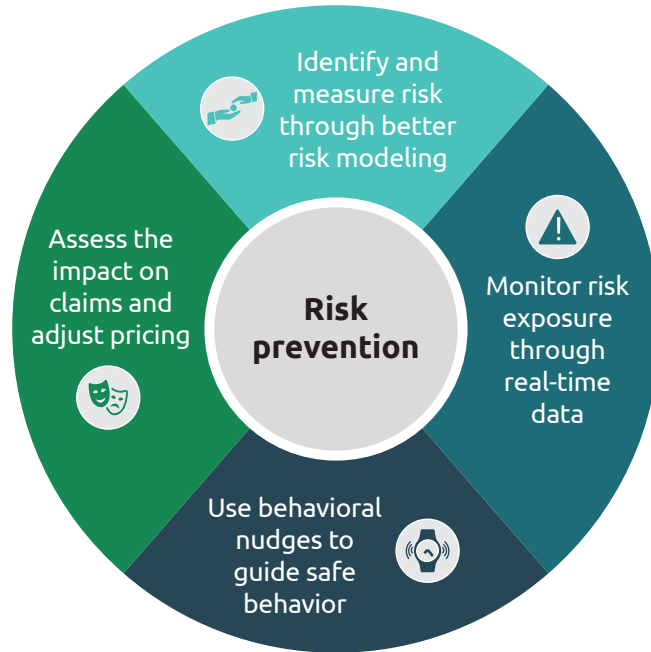 Identify and
measure risk
through better
risk modeling
Monitor risk
exposure
through
real-time
data
Use behavioral
nudges to
guide safe
behavior
Assess the
impact on
claims and
adjust pricing
Risk
prevention